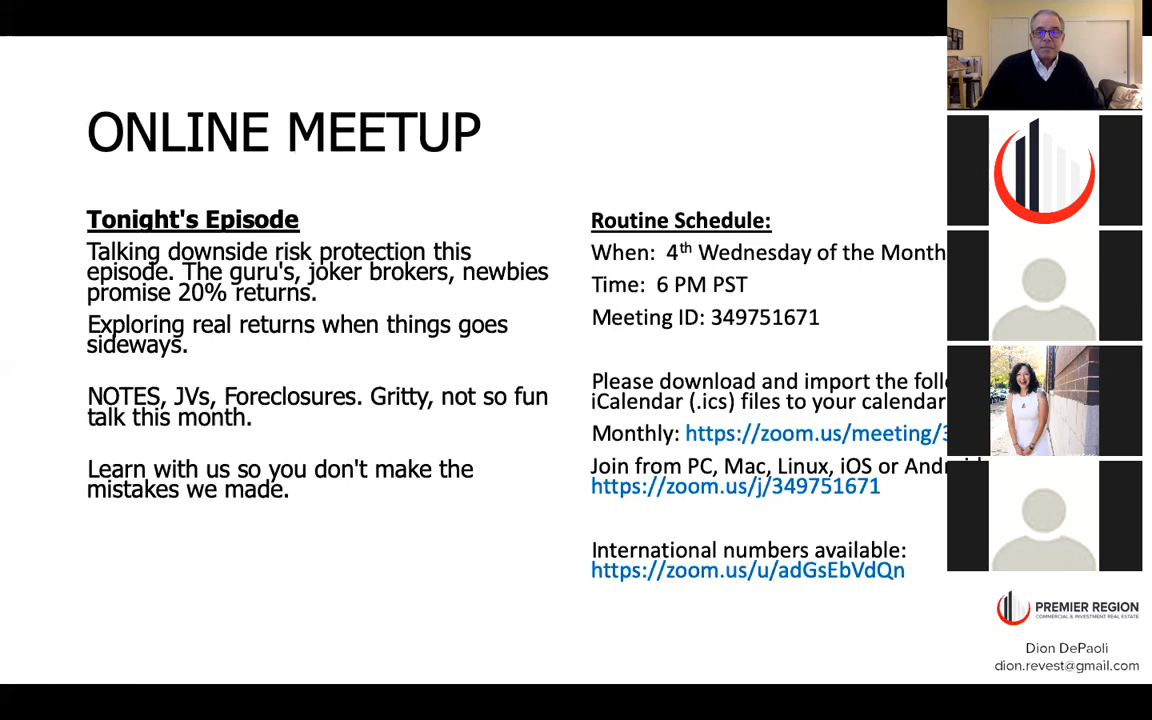 ONLINE MEETUP
Tonight's Episode
Talking downside risk protection this
episode. The guru's, joker brokers, newbies
promise 20% returns.
Exploring real returns when things goes
sideways.
NOTES, JVs, Foreclosures. Gritty, not so fun
talk this month.
Learn with us so you don't make the
mistakes we made.
Routine Schedule:
When: 4th Wednesday of the Month
Time: 6 PM PST
Meeting ID: 349751671
Please download and import the
iCalendar (.ics) files to your calendar
Monthly: https://zoom.us/meeting/
Join from PC, Mac, Linux, iOS or Android
https://zoom.us/j/349751671
International numbers available:
https://zoom.us/u/adGsEbVdQn
PREMIER REGION
COMMERCIAL & INVESTMENT REAL ESTATE
Dion DePaoli
dion.revest@gmail.com